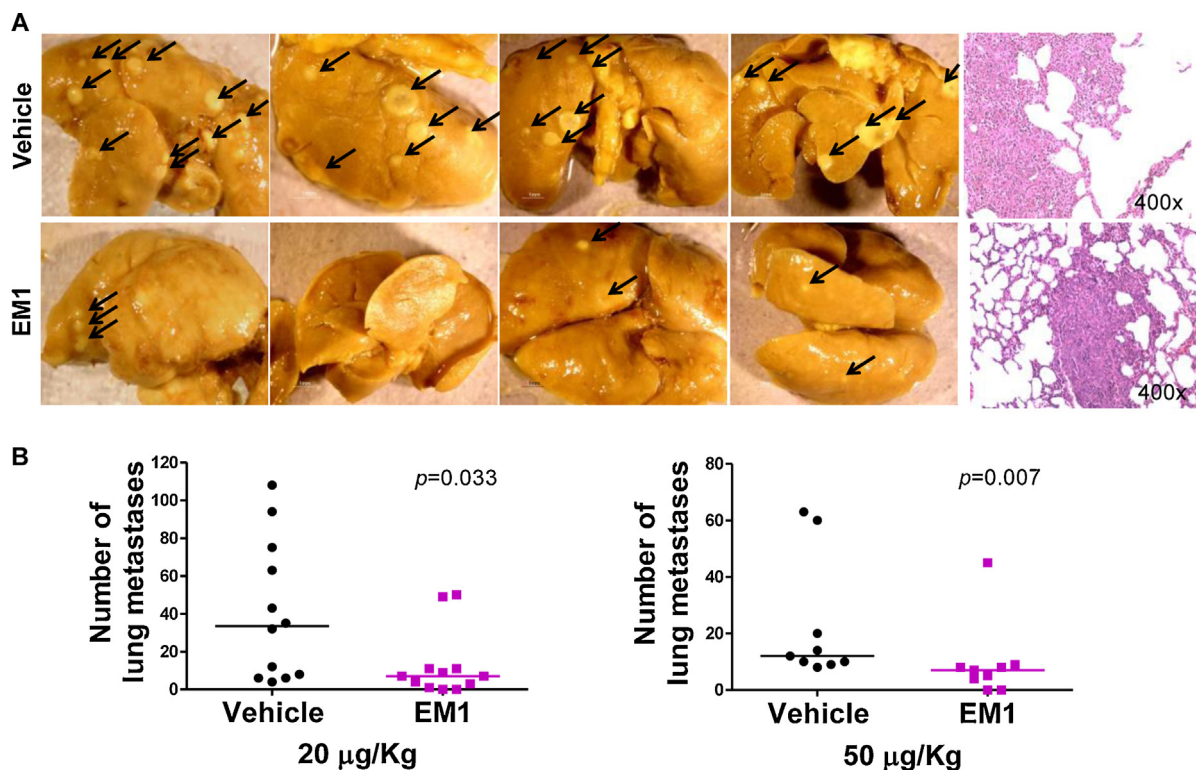 A
Vehicle
400x
EM1
400x
B
Number of
lung metastases
120
100
80
60
40
20
0
p=0.033
Vehicle
EM1
20 μg/Kg
Number of
lung metastases
80
60
40
20
0
p=0.007
Vehicle
EM1
50 μg/Kg